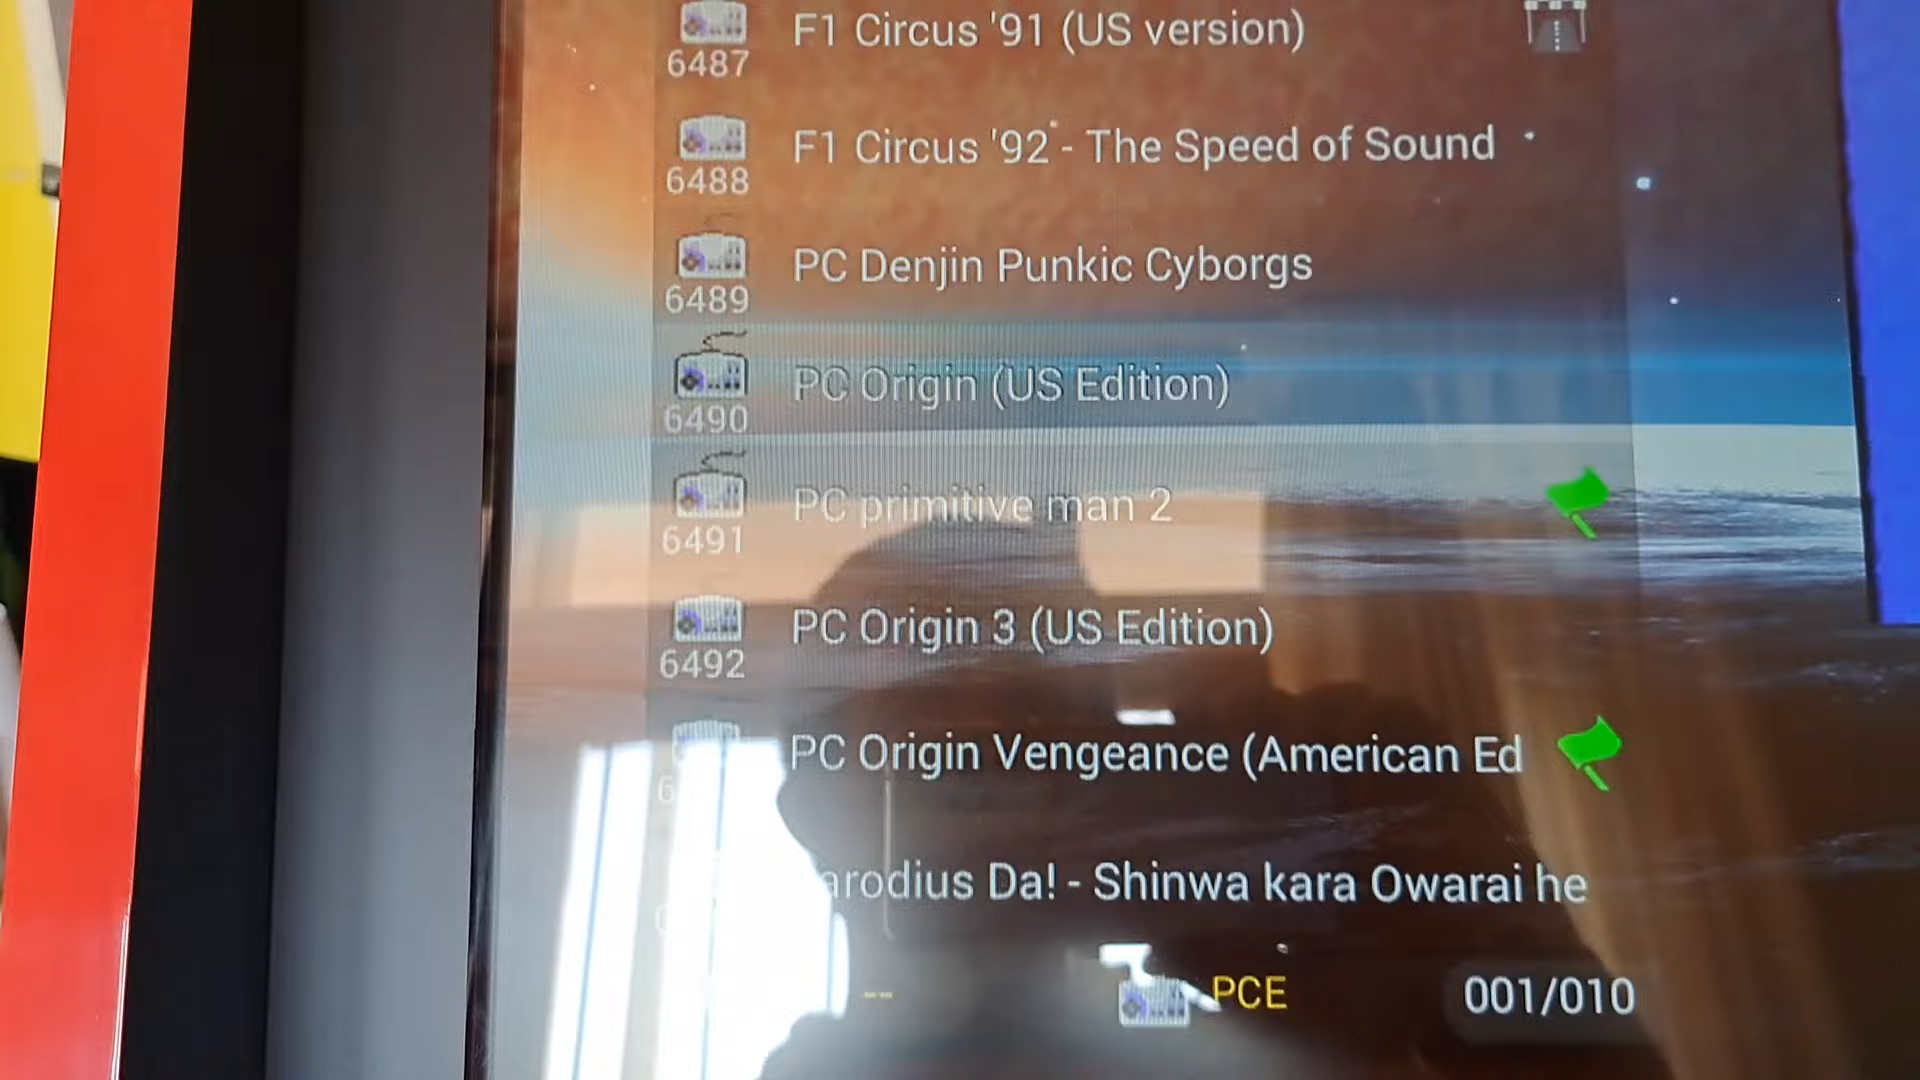 F1 Circus '91 (US version)
6487
F1 Circus '92 - The Speed of Sound
6488
PC Denjin Punkic Cyborgs
6489
PC Origin (US Edition)
6490
PC primitive man 2
6491
PC Origin 3 (US Edition)
6492
PC Origin Vengeance (American Ed
arodius Da! - Shinwa kara Owarai he
PCE
001/010